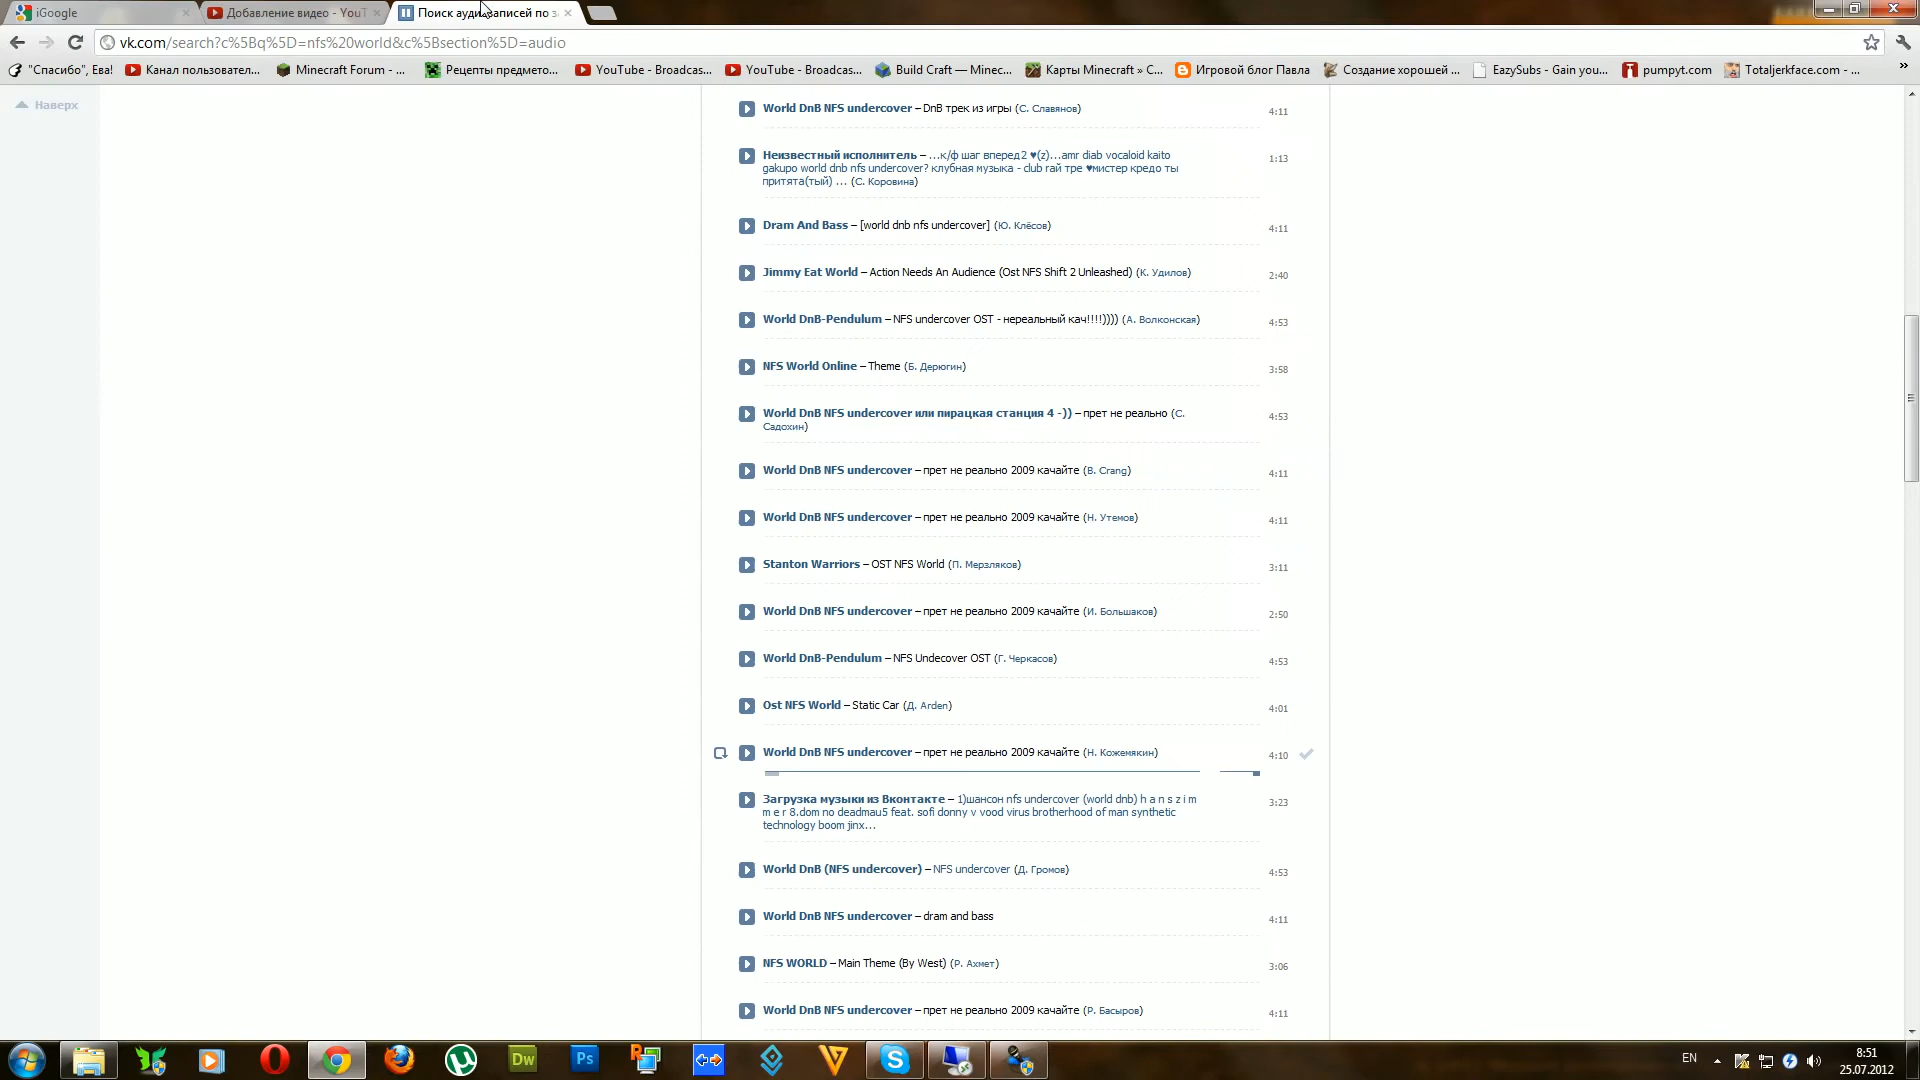 iGoogle
Добавление видео - YouT
Поиск аудиозаписей по з
vk.com/search?c%5Bq%5D=nfs%20world&c%5Bsection%5D=audio
"Спасибо", Ева!
Канал пользовател...
Minecraft Forum - ...
Рецепты предмето...
YouTube - Broadcas...
YouTube - Broadcas...
Build Craft — Minec...
Карты Minecraft » С...
Игровой блог Павла
Создание хорошей ...
EazySubs - Gain you...
pumpyt.com
Totaljerkface.com - ...
Наверх
World DnB NFS undercover – DnB трек из игры (С. Славянов) 4:11
Неизвестный исполнитель – ...к/ф шаг вперед2 ♥(z)...amr diab vocaloid kaito 1:13
gakupo world dnb nfs undercover? клубная музыка - club rай тре ♥мистер кредо ты
притята(тый) ... (С. Коровина)
Dram And Bass – [world dnb nfs undercover] (Ю. Клёсов) 4:11
Jimmy Eat World – Action Needs An Audience (Ost NFS Shift 2 Unleashed) (К. Удилов) 2:40
World DnB-Pendulum – NFS undercover OST - нереальный кач!!!!)))) (А. Волконская) 4:53
NFS World Online – Theme (Б. Дерюгин) 3:58
World DnB NFS undercover или пирацкая станция 4 -)) – прет не реально (С. 4:53
Садохин)
World DnB NFS undercover – прет не реально 2009 качайте (B. Crang) 4:11
World DnB NFS undercover – прет не реально 2009 качайте (Н. Утемов) 4:11
Stanton Warriors – OST NFS World (П. Мерзляков) 3:11
World DnB NFS undercover – прет не реально 2009 качайте (И. Большаков) 2:50
World DnB-Pendulum – NFS Undecover OST (Г. Черкасов) 4:53
Ost NFS World – Static Car (Д. Arden) 4:01
World DnB NFS undercover – прет не реально 2009 качайте (Н. Кожемякин) 4:10
Загрузка музыки из Вконтакте – 1)шансон nfs undercover (world dnb) h a n s z i m 3:23
m e r 8.dom no deadmau5 feat. sofi donny v vood virus brotherhood of man synthetic
technology boom jinx...
World DnB (NFS undercover) – NFS undercover (Д. Громов) 4:53
World DnB NFS undercover – dram and bass 4:11
NFS WORLD – Main Theme (By West) (Р. Ахмет) 3:06
World DnB NFS undercover – прет не реально 2009 качайте (Р. Басыров) 4:11
Dw
Ps
EN
8:51
25.07.2012